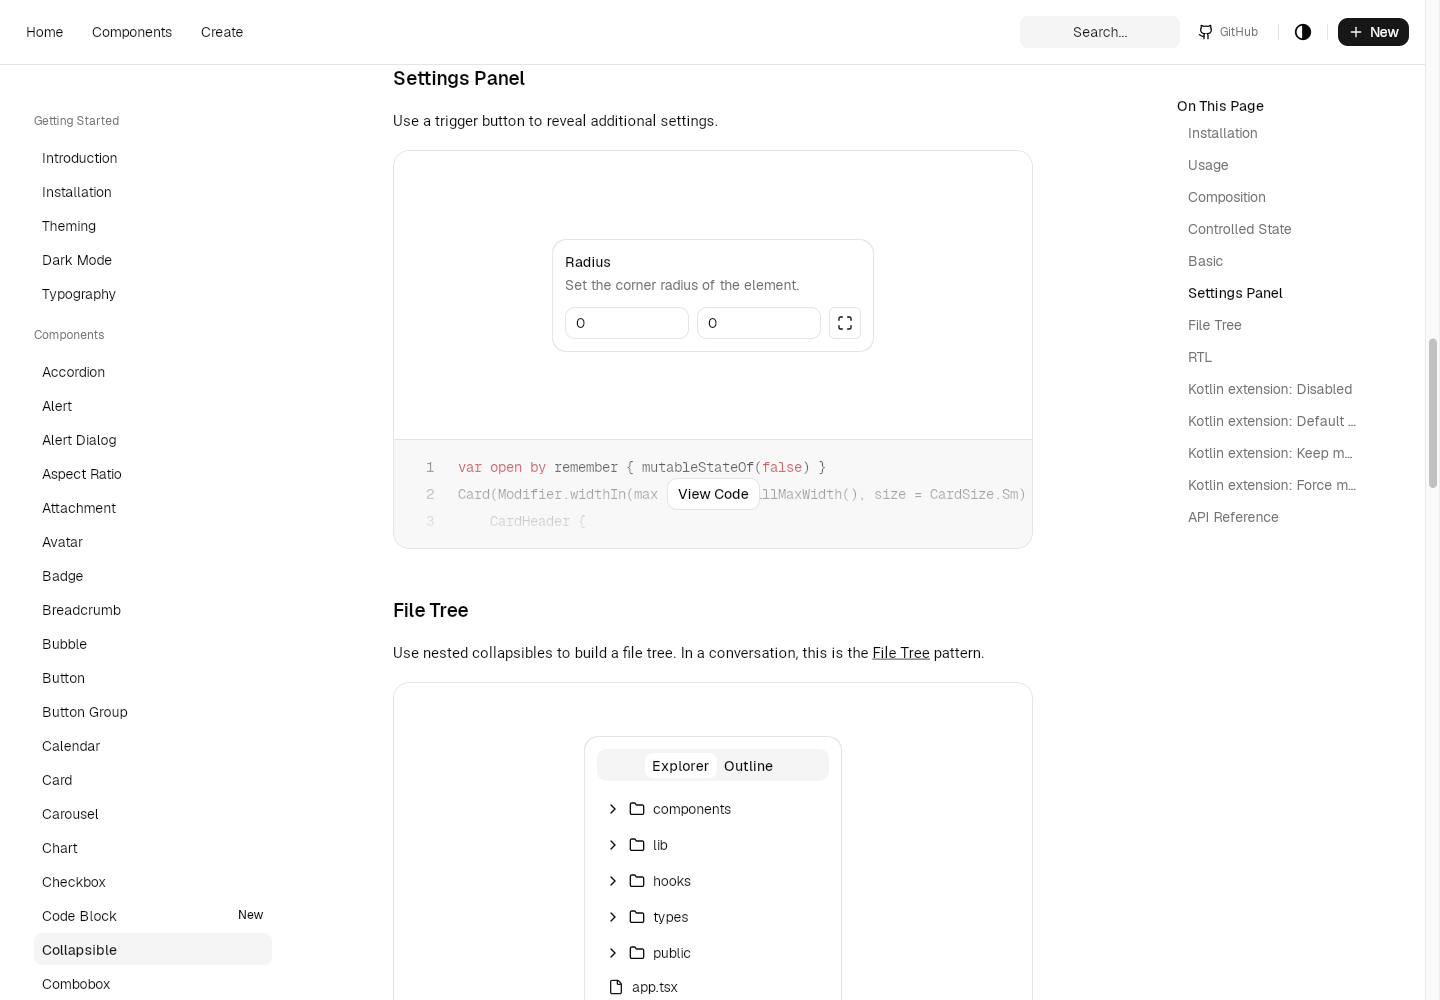 Home Components Create Search... GitHub New
Settings Panel
Use a trigger button to reveal additional settings.
Radius
Set the corner radius of the element.
0 0
1 var open by remember { mutableStateOf(false) }
2 Card(Modifier.widthIn(max View Code llMaxWidth(), size = CardSize.Sm)
3 CardHeader {
File Tree
Use nested collapsibles to build a file tree. In a conversation, this is the File Tree pattern.
Explorer Outline
components
lib
hooks
types
public
app.tsx
Getting Started
Introduction
Installation
Theming
Dark Mode
Typography
Components
Accordion
Alert
Alert Dialog
Aspect Ratio
Attachment
Avatar
Badge
Breadcrumb
Bubble
Button
Button Group
Calendar
Card
Carousel
Chart
Checkbox
Code Block New
Collapsible
Combobox
On This Page
Installation
Usage
Composition
Controlled State
Basic
Settings Panel
File Tree
RTL
Kotlin extension: Disabled
Kotlin extension: Default ...
Kotlin extension: Keep m...
Kotlin extension: Force m...
API Reference